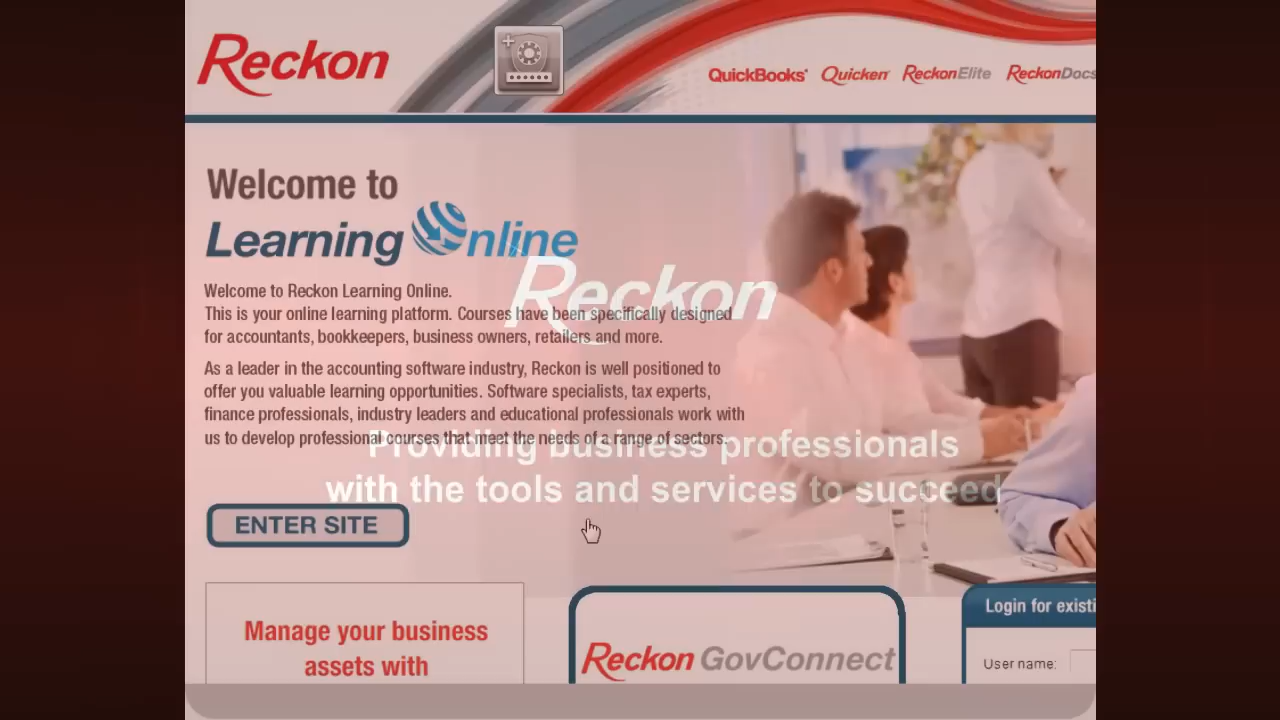 Reckon
QuickBooks Quicken ReckonElite ReckonDocs
Welcome to
Learning Online
Reckon
Welcome to Reckon Learning Online.
This is your online learning platform. Courses have been specifically designed
for accountants, bookkeepers, business owners, retailers and more.
As a leader in the accounting software industry, Reckon is well positioned to
offer you valuable learning opportunities. Software specialists, tax experts,
finance professionals, industry leaders and educational professionals work with
us to develop professional courses that meet the needs of a range of sectors.
Providing business professionals
with the tools and services to succeed
ENTER SITE
Manage your business
assets with
Reckon GovConnect
Login for existi
User name: